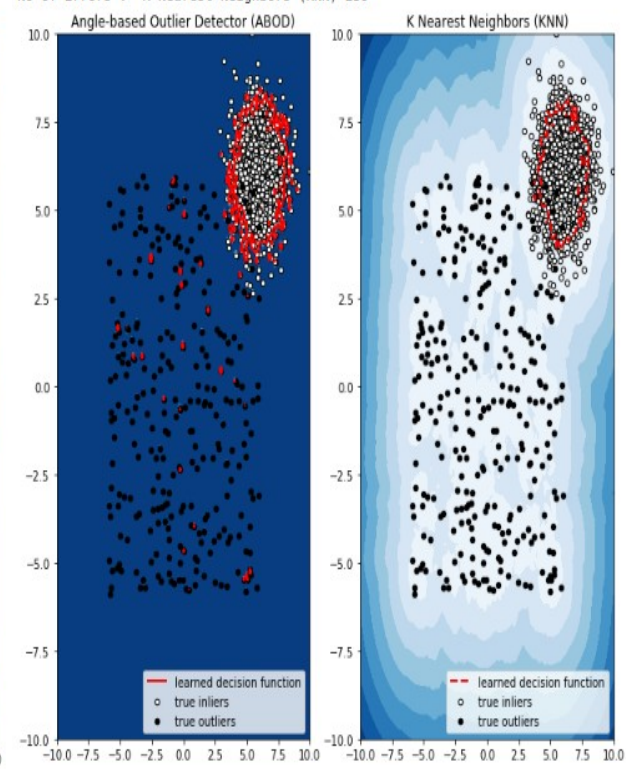 Angle-based Outlier Detector (ABOD)
10.0
7.5
5.0
2.5
0.0
−2.5
−5.0
−7.5
−10.0
−10.0 −7.5 −5.0 −2.5 0.0 2.5 5.0 7.5 10.0
learned decision function
true inliers
true outliers
K Nearest Neighbors (KNN)
10.0
7.5
5.0
2.5
0.0
−2.5
−5.0
−7.5
−10.0
−10.0 −7.5 −5.0 −2.5 0.0 2.5 5.0 7.5 10.0
learned decision function
true inliers
true outliers